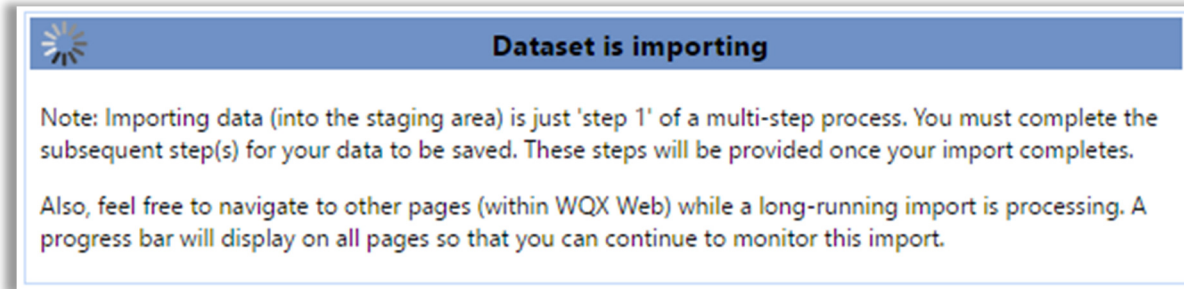 Dataset is importing
Note: Importing data (into the staging area) is just 'step 1' of a multi-step process. You must complete the
subsequent step(s) for your data to be saved. These steps will be provided once your import completes.
Also, feel free to navigate to other pages (within WQX Web) while a long-running import is processing. A
progress bar will display on all pages so that you can continue to monitor this import.